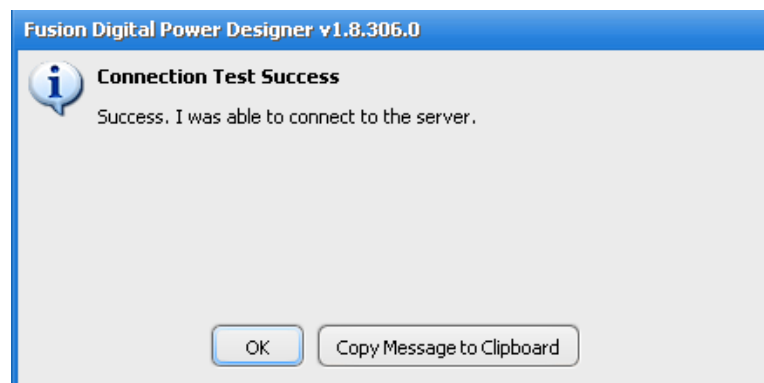 Fusion Digital Power Designer v1.8.306.0
Connection Test Success
Success. I was able to connect to the server.
OK
Copy Message to Clipboard